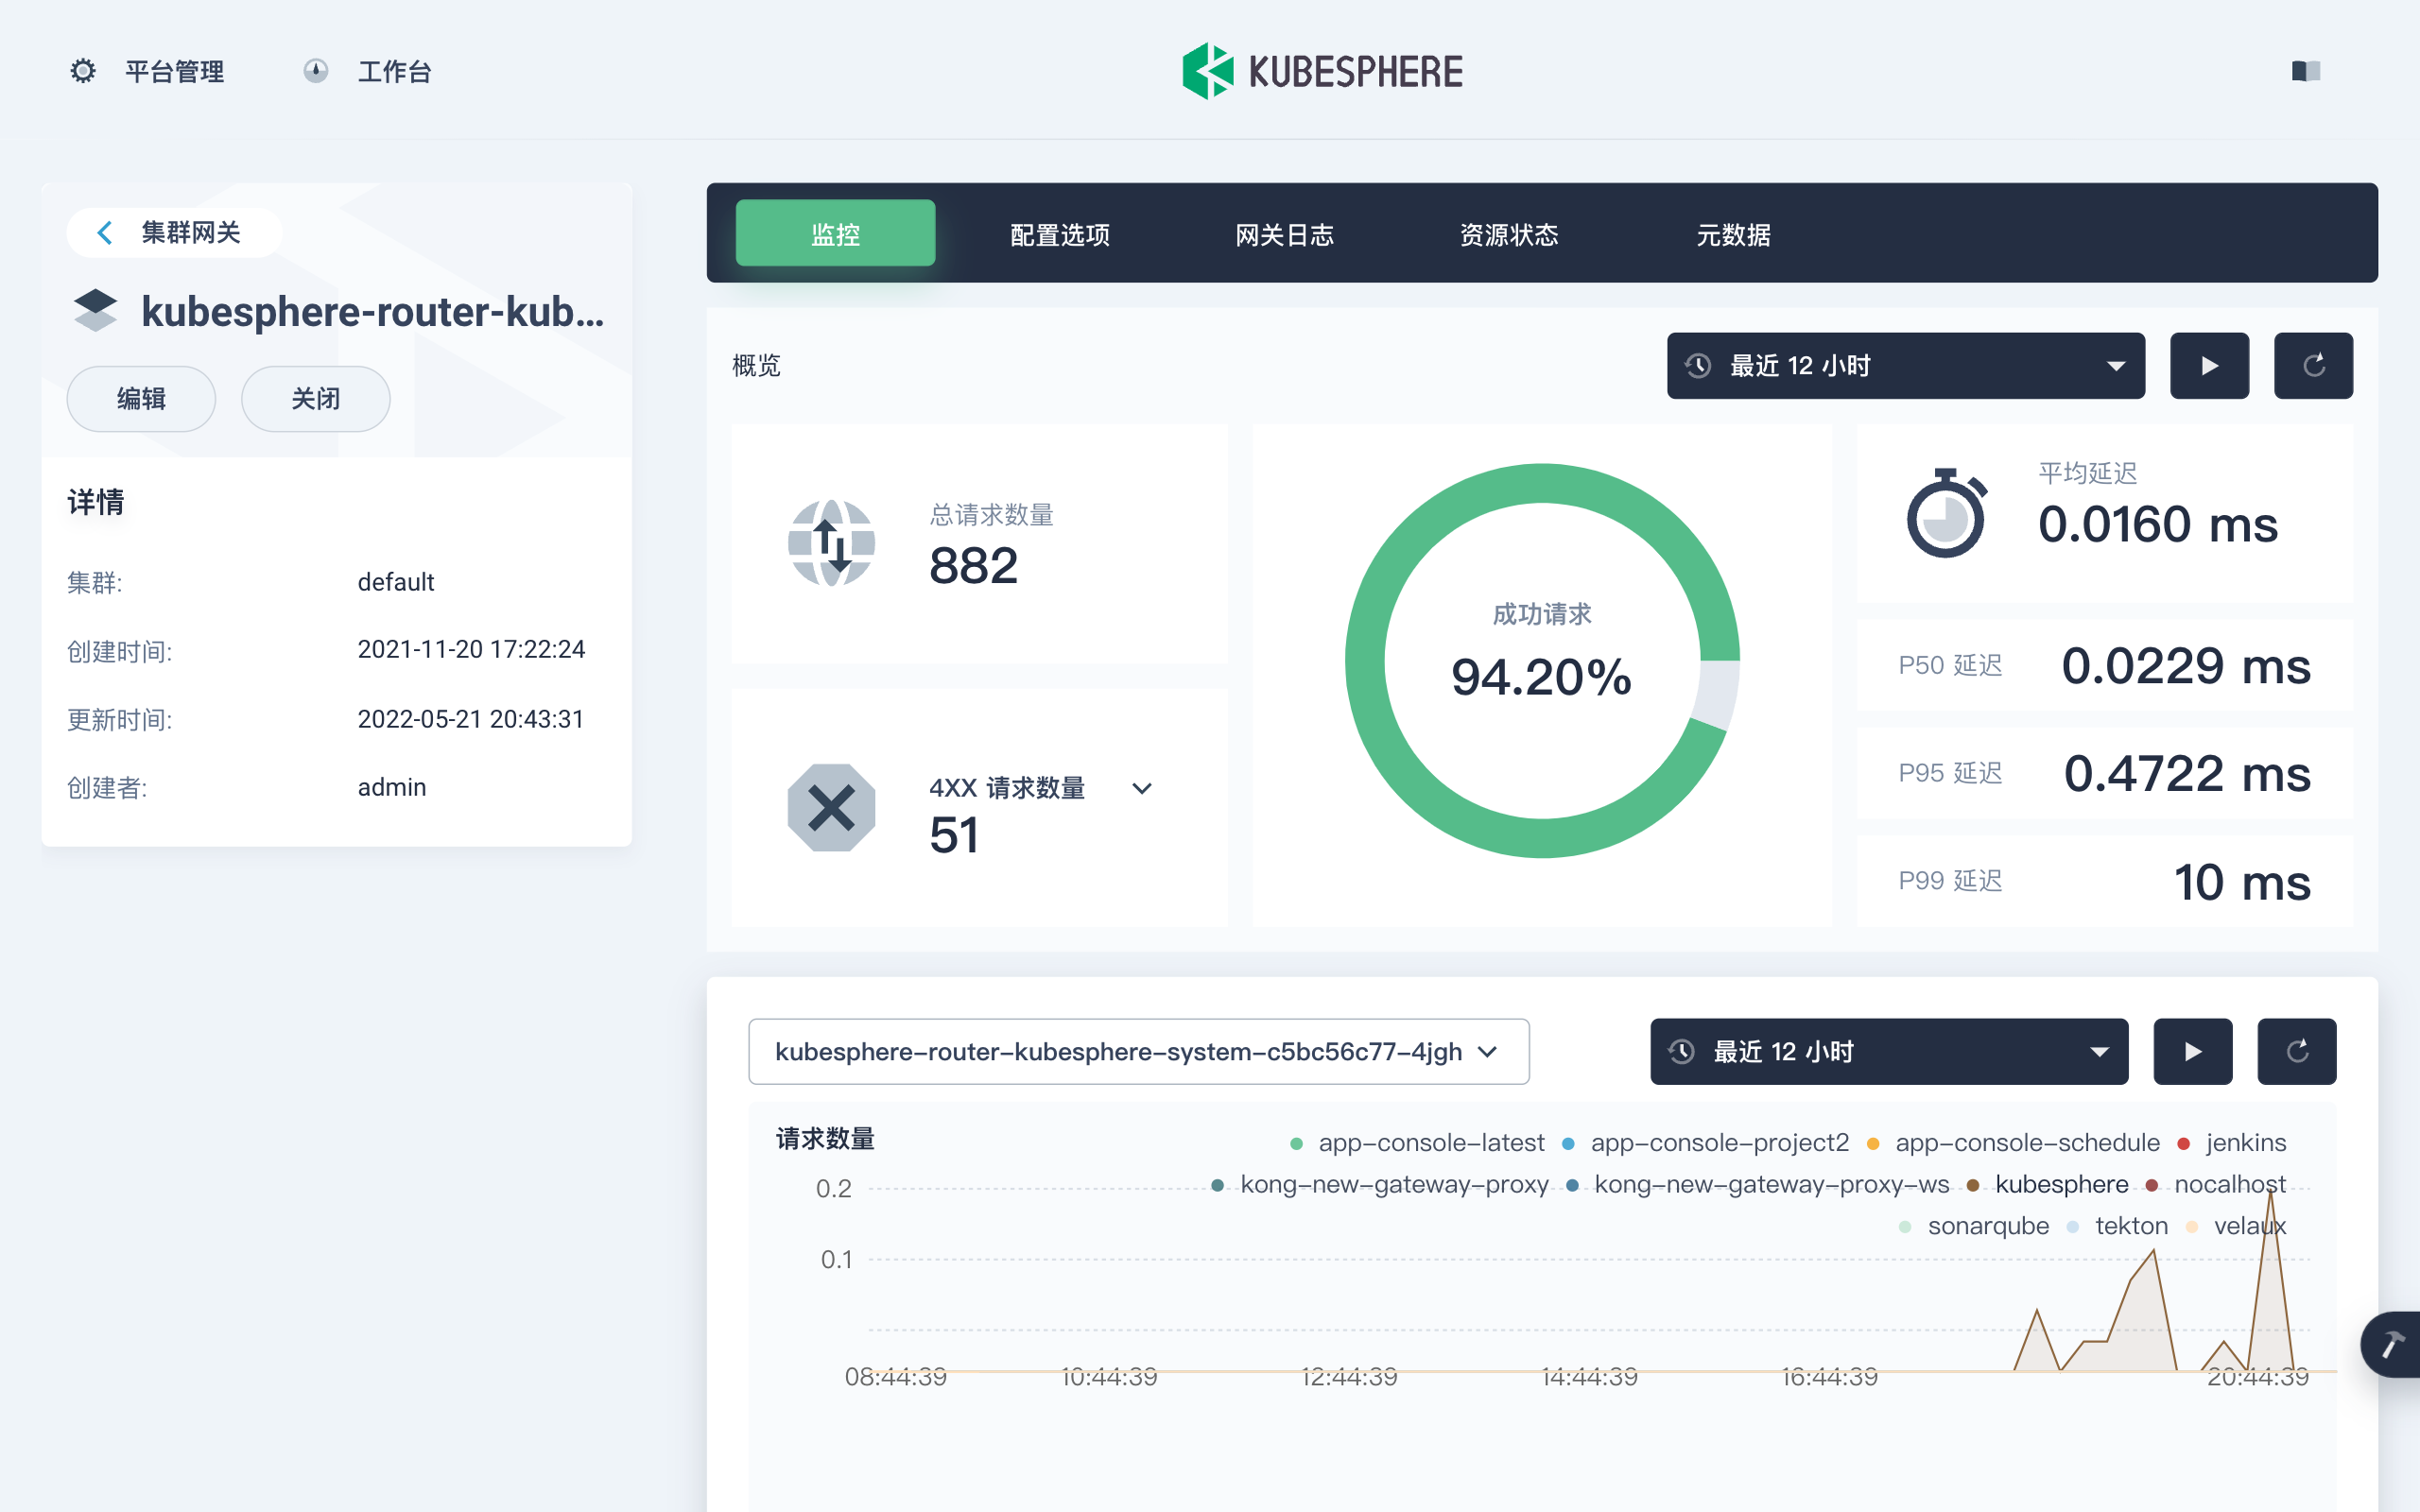 平台管理
工作台
KUBESPHERE
集群网关
kubesphere-router-kub...
编辑
关闭
详情
集群:
default
创建时间:
2021-11-20 17:22:24
更新时间:
2022-05-21 20:43:31
创建者:
admin
监控
配置选项
网关日志
资源状态
元数据
概览
最近 12 小时
总请求数量
882
4XX 请求数量
51
成功请求
94.20%
平均延迟
0.0160 ms
P50 延迟
0.0229 ms
P95 延迟
0.4722 ms
P99 延迟
10 ms
kubesphere-router-kubesphere-system-c5bc56c77-4jgh
最近 12 小时
请求数量
app-console-latest
app-console-project2
app-console-schedule
jenkins
kong-new-gateway-proxy
kong-new-gateway-proxy-ws
kubesphere
nocalhost
sonarqube
tekton
velaux
0.2
0.1
08:44:39
10:44:39
12:44:39
14:44:39
16:44:39
20:44:39